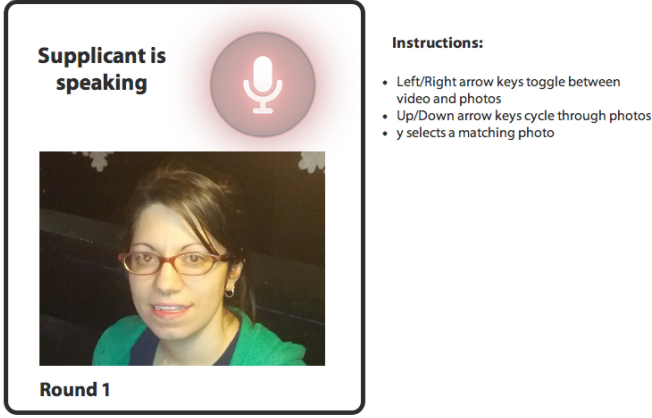 Supplicant is
speaking
Instructions:
• Left/Right arrow keys toggle between
video and photos
• Up/Down arrow keys cycle through photos
• y selects a matching photo
Round 1